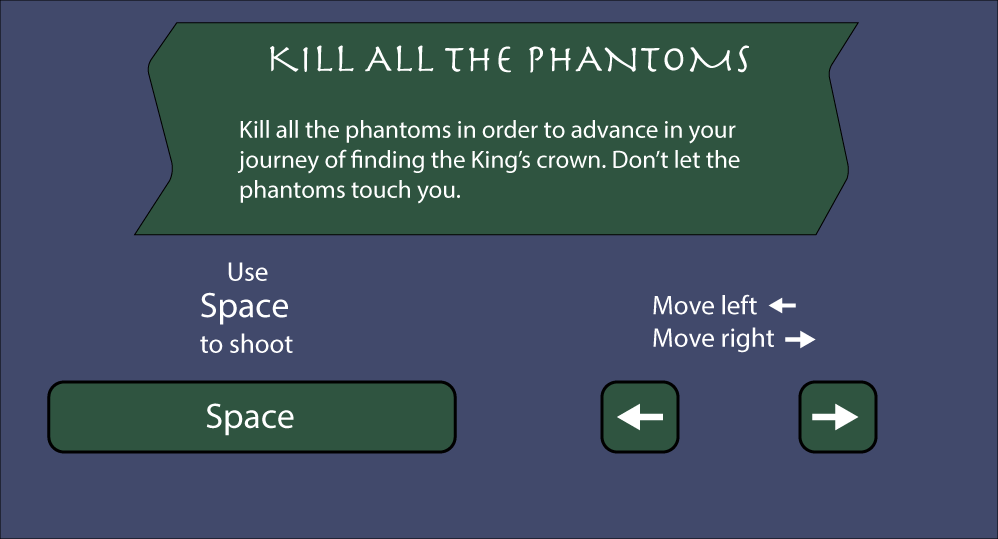 KILL ALL THE PHANTOMS
Kill all the phantoms in order to advance in your
journey of finding the King’s crown. Don’t let the
phantoms touch you.
Use
Space
to shoot
Move left
Move right
Space